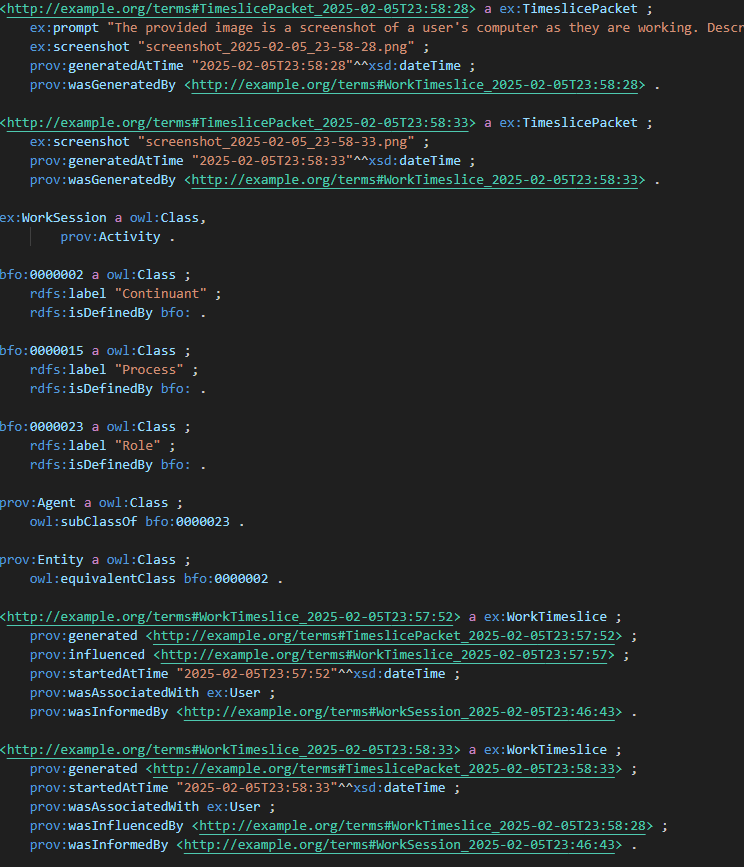 <http://example.org/terms#TimeslicePacket_2025-02-05T23:58:28> a ex:TimeslicePacket ;
ex:prompt "The provided image is a screenshot of a user's computer as they are working. Descr
ex:screenshot "screenshot_2025-02-05_23-58-28.png" ;
prov:generatedAtTime "2025-02-05T23:58:28"^^xsd:dateTime ;
prov:wasGeneratedBy <http://example.org/terms#WorkTimeslice_2025-02-05T23:58:28> .
<http://example.org/terms#TimeslicePacket_2025-02-05T23:58:33> a ex:TimeslicePacket ;
ex:screenshot "screenshot_2025-02-05_23-58-33.png" ;
prov:generatedAtTime "2025-02-05T23:58:33"^^xsd:dateTime ;
prov:wasGeneratedBy <http://example.org/terms#WorkTimeslice_2025-02-05T23:58:33> .
ex:WorkSession a owl:Class,
prov:Activity .
bfo:0000002 a owl:Class ;
rdfs:label "Continuant" ;
rdfs:isDefinedBy bfo: .
bfo:0000015 a owl:Class ;
rdfs:label "Process" ;
rdfs:isDefinedBy bfo: .
bfo:0000023 a owl:Class ;
rdfs:label "Role" ;
rdfs:isDefinedBy bfo: .
prov:Agent a owl:Class ;
owl:subClassOf bfo:0000023 .
prov:Entity a owl:Class ;
owl:equivalentClass bfo:0000002 .
<http://example.org/terms#WorkTimeslice_2025-02-05T23:57:52> a ex:WorkTimeslice ;
prov:generated <http://example.org/terms#TimeslicePacket_2025-02-05T23:57:52> ;
prov:influenced <http://example.org/terms#WorkTimeslice_2025-02-05T23:57:57> ;
prov:startedAtTime "2025-02-05T23:57:52"^^xsd:dateTime ;
prov:wasAssociatedWith ex:User ;
prov:wasInformedBy <http://example.org/terms#WorkSession_2025-02-05T23:46:43> .
<http://example.org/terms#WorkTimeslice_2025-02-05T23:58:33> a ex:WorkTimeslice ;
prov:generated <http://example.org/terms#TimeslicePacket_2025-02-05T23:58:33> ;
prov:startedAtTime "2025-02-05T23:58:33"^^xsd:dateTime ;
prov:wasAssociatedWith ex:User ;
prov:wasInfluencedBy <http://example.org/terms#WorkTimeslice_2025-02-05T23:58:28> ;
prov:wasInformedBy <http://example.org/terms#WorkSession_2025-02-05T23:46:43> .